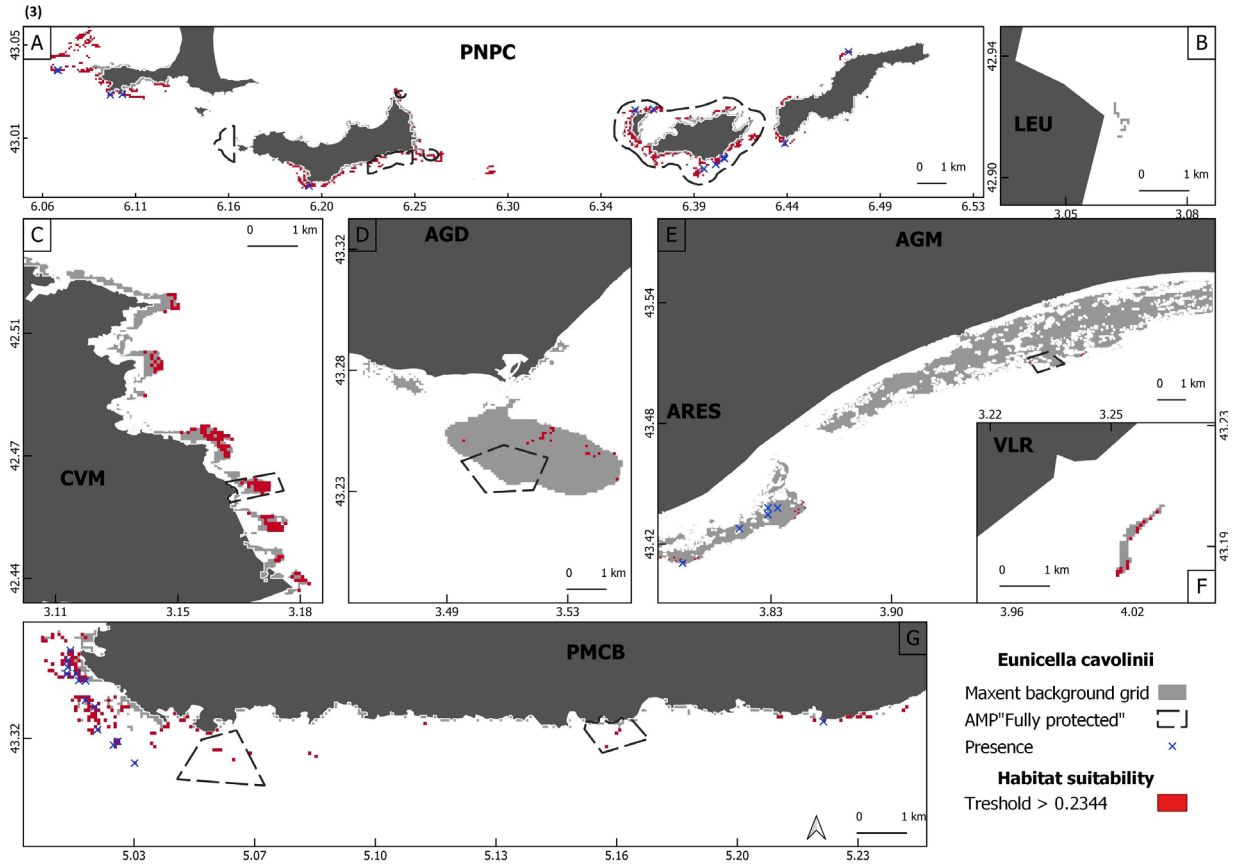 (3)
A
PNPC
43.05
43.01
0 1 km
6.06 6.11 6.16 6.20 6.25 6.30 6.35 6.39 6.44 6.49 6.53
B
42.94
LEU
42.90
0 1 km
3.05 3.08
C
0 1 km
42.51
42.47
CVM
42.44
3.11 3.15 3.18
D
AGD
43.32
43.28
43.23
0 1 km
3.49 3.53
E
AGM
43.54
ARES
43.48
43.42
0 1 km
3.83 3.90 3.96 4.02
3.22 3.25
VLR
43.23
43.19
0 1 km
F
G
PMCB
43.32
0 1 km
5.03 5.07 5.10 5.13 5.16 5.20 5.23
Eunicella cavolinii
Maxent background grid
AMP"Fully protected"
Presence
Habitat suitability
Treshold > 0.2344